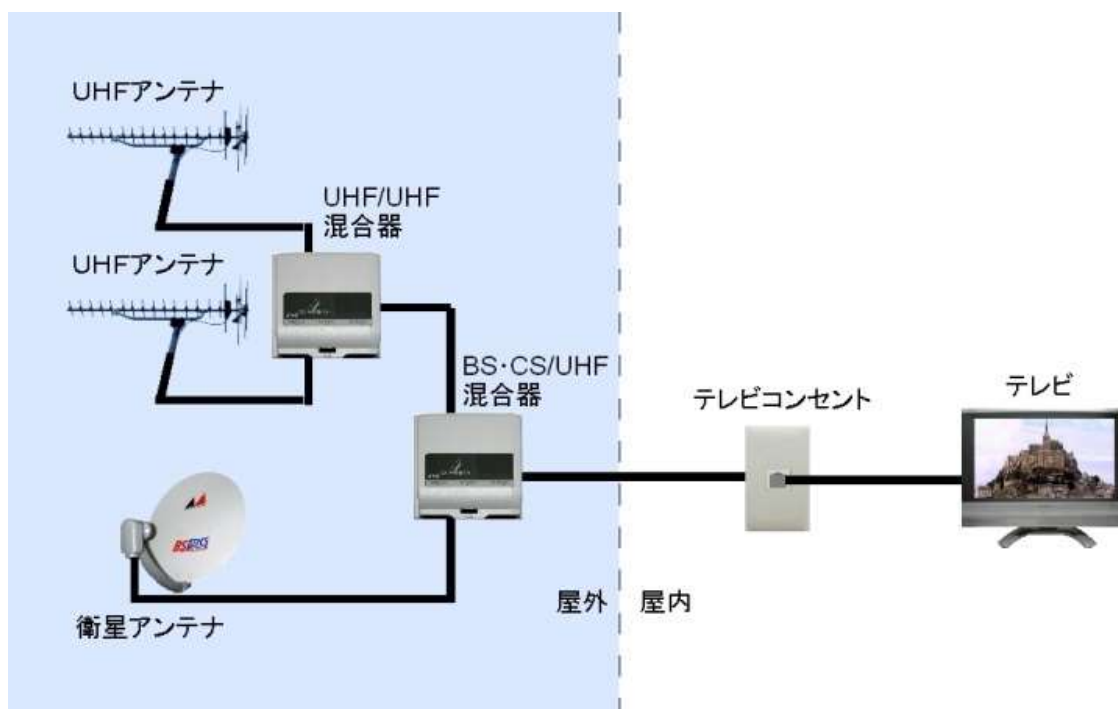 UHFアンテナ
UHF/UHF
混合器
UHFアンテナ
BS・CS/UHF
混合器
テレビコンセント
テレビ
衛星アンテナ
屋外
屋内